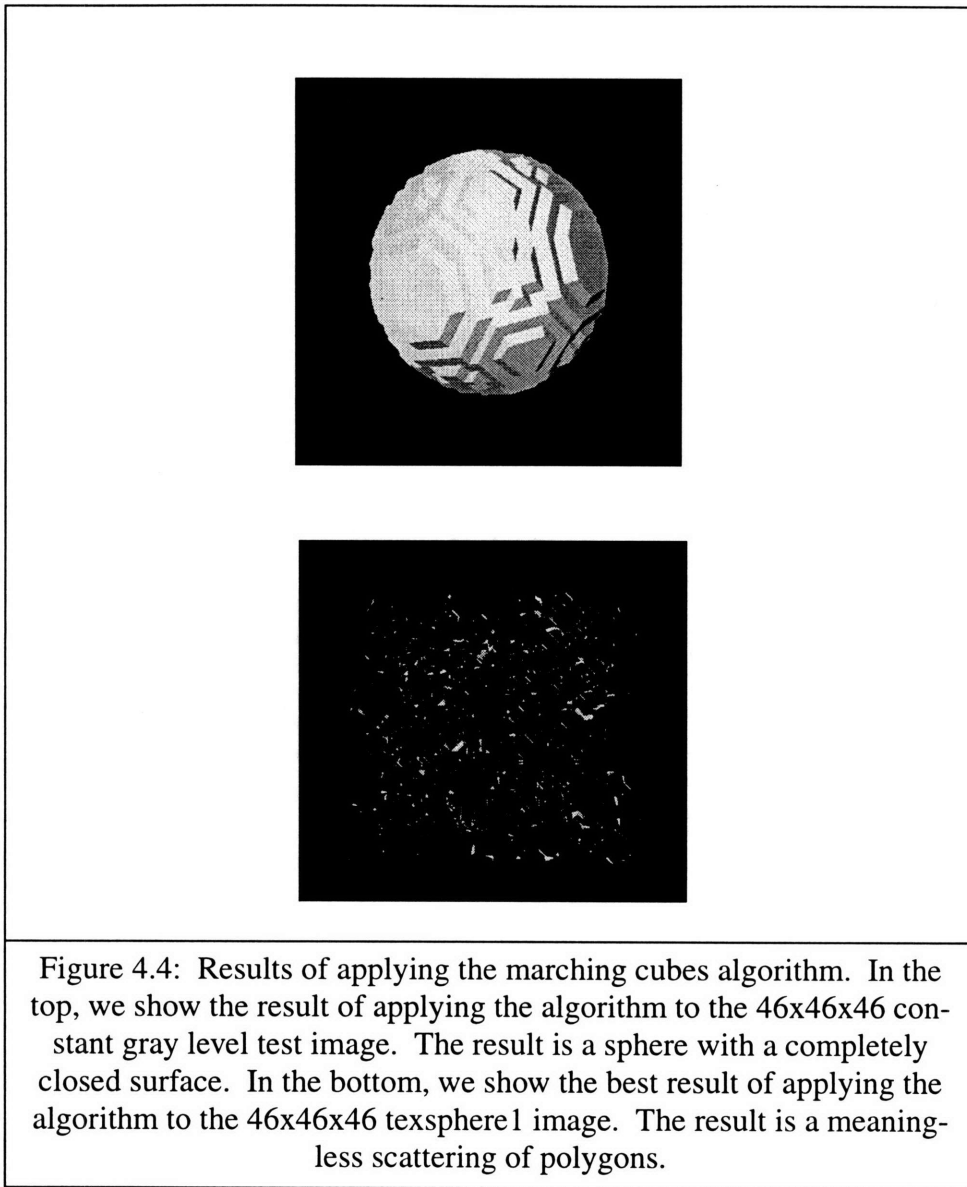 Figure 4.4:  Results of applying the marching cubes algorithm.  In the
top, we show the result of applying the algorithm to the 46x46x46 con-
stant gray level test image.  The result is a sphere with a completely
closed surface.  In the bottom, we show the best result of applying the
algorithm to the 46x46x46 texsphere1 image.  The result is a meaning-
less scattering of polygons.